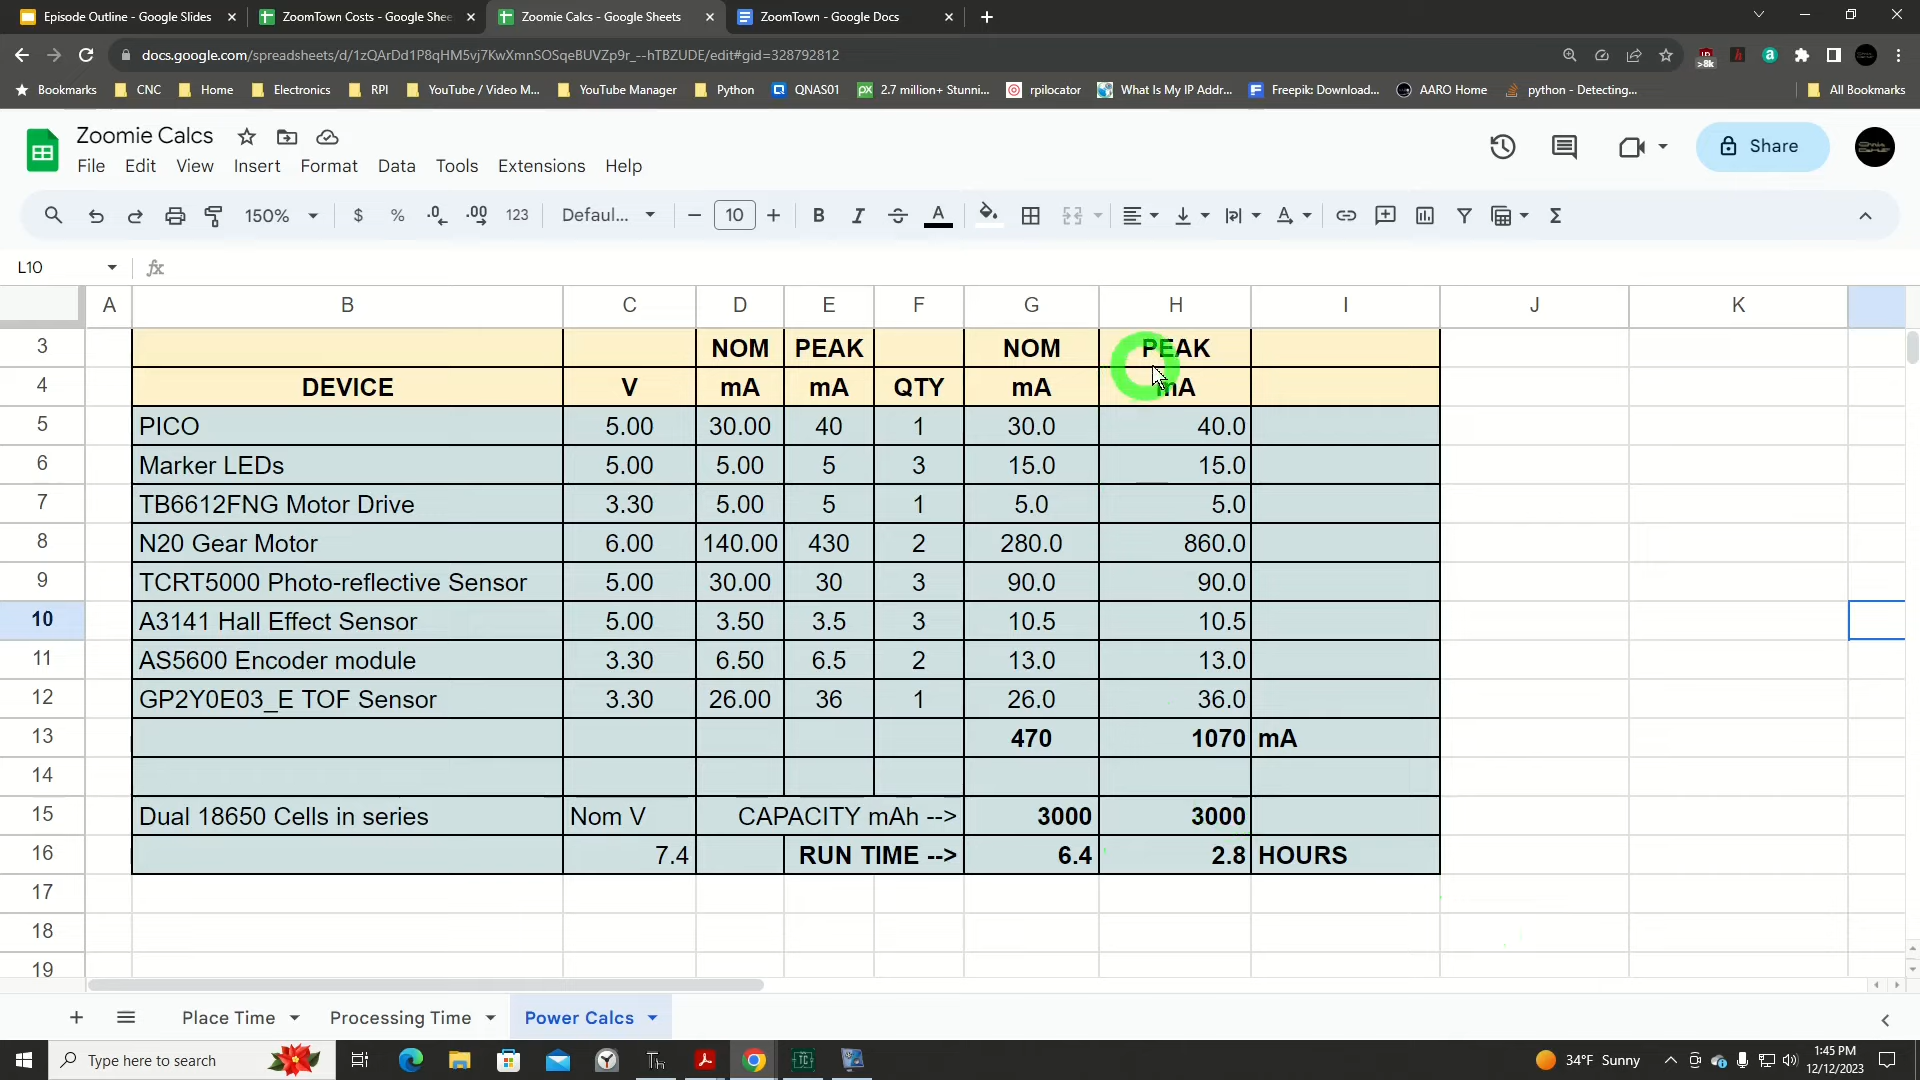 Episode Outline - Google Slides
ZoomTown Costs - Google Shee
Zoomie Calcs - Google Sheets
ZoomTown - Google Docs
docs.google.com/spreadsheets/d/1zQArDd1P8qHM5vj7KwXmnSOSqeBUVZp9r_--hTBZUDE/edit#gid=328792812
>8k
Bookmarks CNC Home Electronics RPI YouTube / Video M... YouTube Manager Python QNAS01 2.7 million+ Stunni... rpilocator What Is My IP Addr... Freepik: Download... AARO Home python - Detecting... All Bookmarks
Zoomie Calcs
Share
File Edit View Insert Format Data Tools Extensions Help
150% $ % .0 .00 123 Defaul... 10 B I A
L10 fx
A B C D E F G H I J K
3 NOM PEAK NOM PEAK
4 DEVICE V mA mA QTY mA mA
5 PICO 5.00 30.00 40 1 30.0 40.0
6 Marker LEDs 5.00 5.00 5 3 15.0 15.0
7 TB6612FNG Motor Drive 3.30 5.00 5 1 5.0 5.0
8 N20 Gear Motor 6.00 140.00 430 2 280.0 860.0
9 TCRT5000 Photo-reflective Sensor 5.00 30.00 30 3 90.0 90.0
10 A3141 Hall Effect Sensor 5.00 3.50 3.5 3 10.5 10.5
11 AS5600 Encoder module 3.30 6.50 6.5 2 13.0 13.0
12 GP2Y0E03_E TOF Sensor 3.30 26.00 36 1 26.0 36.0
13 470 1070 mA
14
15 Dual 18650 Cells in series Nom V CAPACITY mAh --> 3000 3000
16 7.4 RUN TIME --> 6.4 2.8 HOURS
17
18
19
Place Time Processing Time Power Calcs
Type here to search
34°F Sunny
1:45 PM
12/12/2023